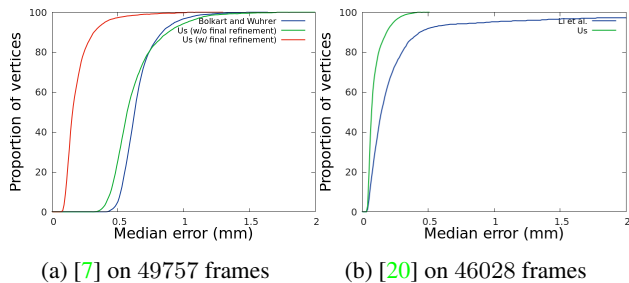 100
80
60
40
20
0
Proportion of vertices
Bolkart and Wuhrer
Us (w/o final refinement)
Us (w/ final refinement)
0 0.5 1 1.5 2
Median error (mm)
100
80
60
40
20
0
Proportion of vertices
Li et al.
Us
0 0.5 1 1.5 2
Median error (mm)
(a) [7] on 49757 frames
(b) [20] on 46028 frames